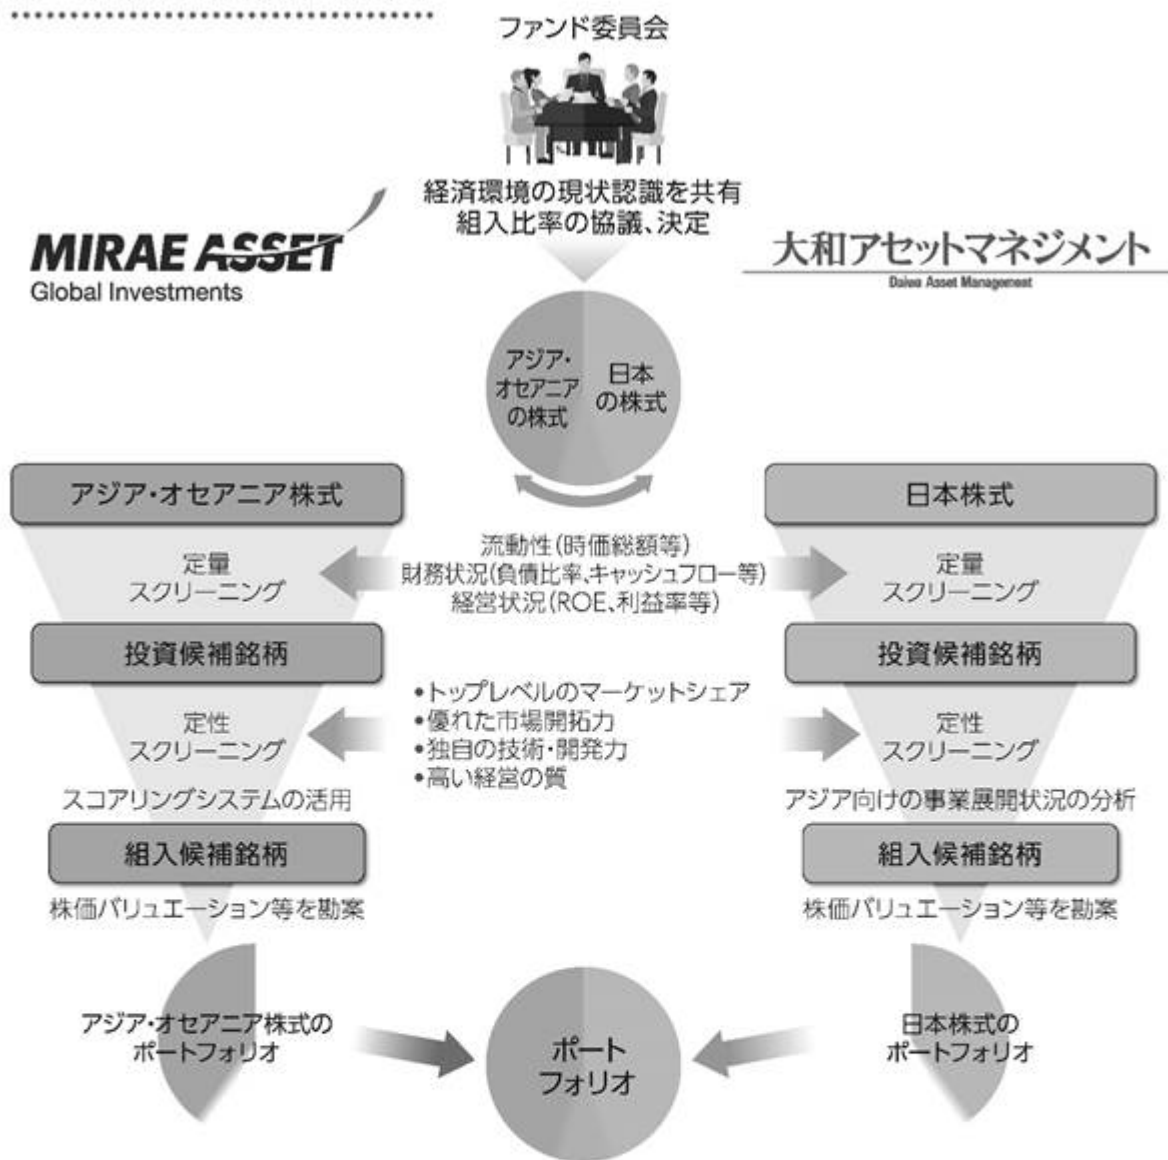 ファンド委員会
経済環境の現状認識を共有
組入比率の協議、決定
MIRAE ASSET
Global Investments
大和アセットマネジメント
Daiwa Asset Management
アジア・
オセアニア
の株式
日本
の株式
アジア・オセアニア株式
日本株式
定量
スクリーニング
流動性(時価総額等)
財務状況(負債比率、キャッシュフロー等)
経営状況(ROE、利益率等)
定量
スクリーニング
投資候補銘柄
投資候補銘柄
定性
スクリーニング
•トップレベルのマーケットシェア
•優れた市場開拓力
•独自の技術・開発力
•高い経営の質
定性
スクリーニング
スコアリングシステムの活用
アジア向けの事業展開状況の分析
組入候補銘柄
組入候補銘柄
株価バリュエーション等を勘案
株価バリュエーション等を勘案
アジア・オセアニア株式の
ポートフォリオ
ポート
フォリオ
日本株式の
ポートフォリオ